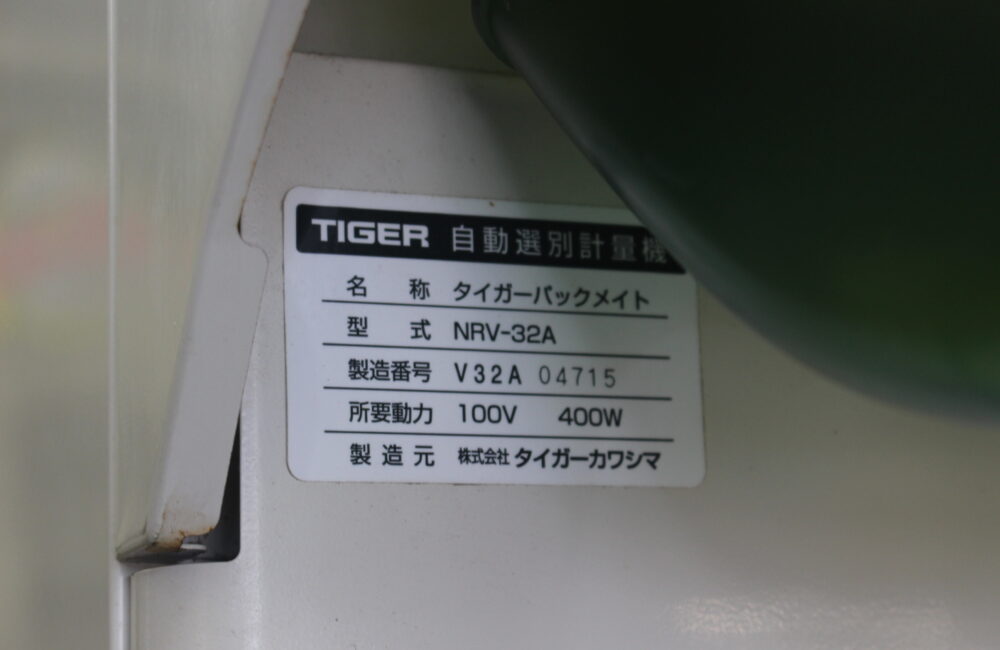 TIGER 自動選別計量機
名 称 タイガーパックメイト
型 式 NRV-32A
製造番号 V32A 04715
所要動力 100V 400W
製造元 株式会社 タイガーカワシマ